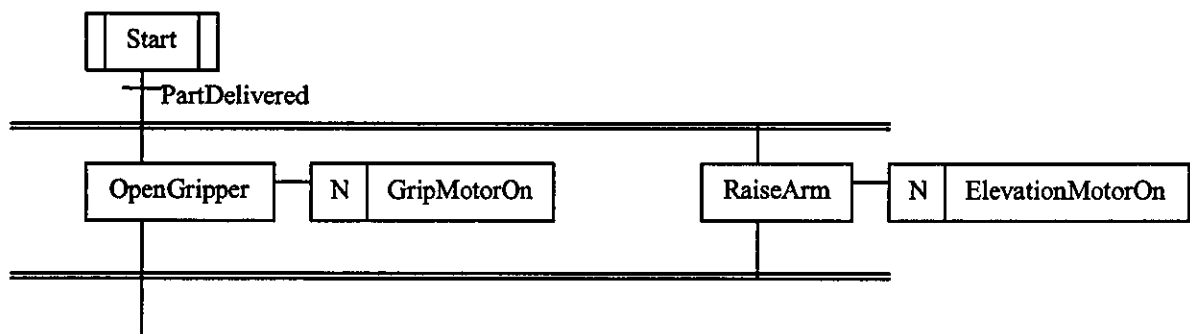 Start
PartDelivered
OpenGripper N GripMotorOn RaiseArm N ElevationMotorOn